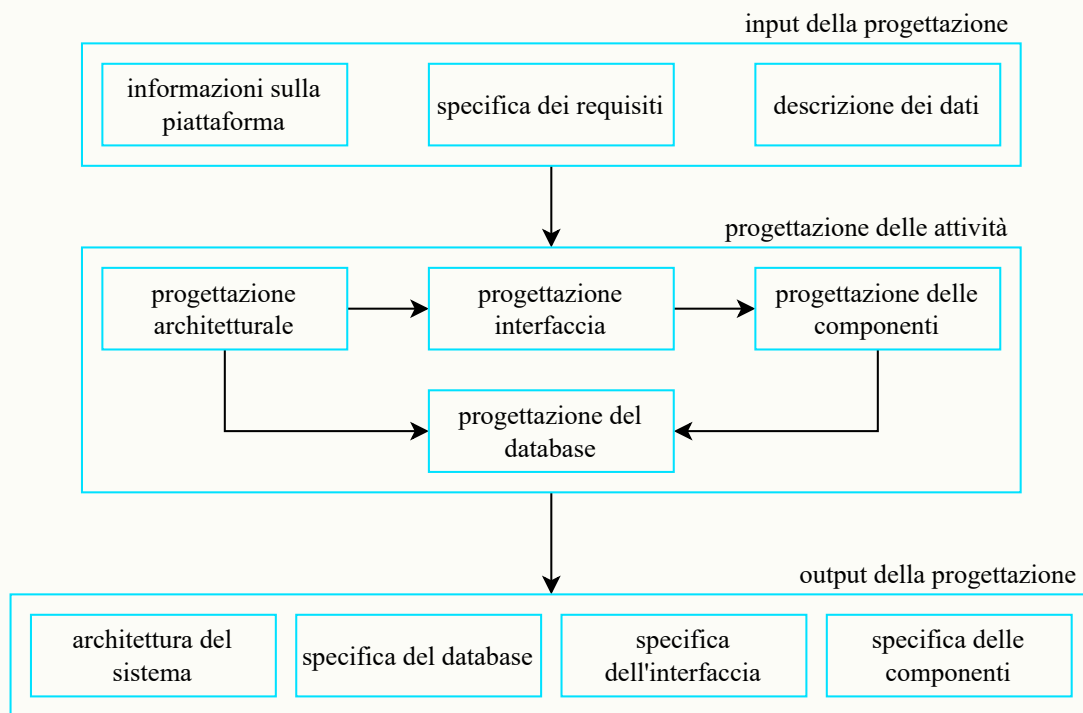 input della progettazione
informazioni sulla
piattaforma
specifica dei requisiti
descrizione dei dati
progettazione delle attività
progettazione
architetturale
progettazione
interfaccia
progettazione delle
componenti
progettazione del
database
output della progettazione
architettura del
sistema
specifica del database
specifica
dell'interfaccia
specifica delle
componenti